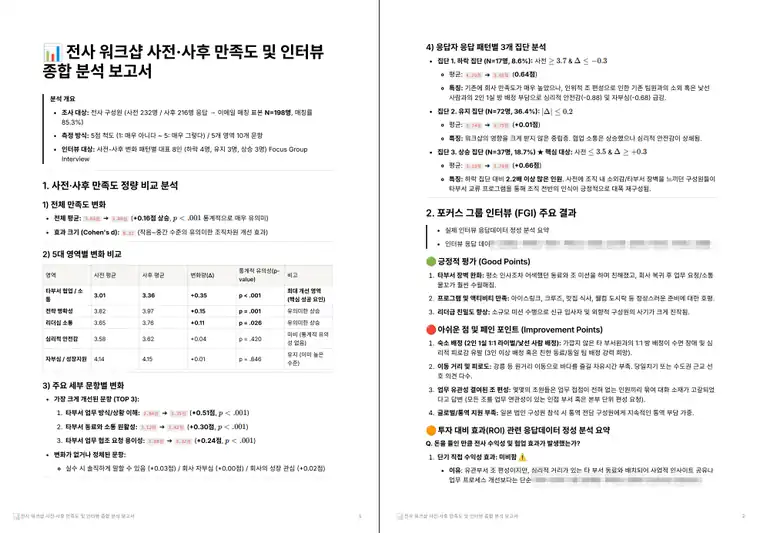 📊 전사 워크샵 사전·사후 만족도 및 인터뷰
종합 분석 보고서
분석 개요
• 조사 대상: 전사 구성원 (사전 232명 / 사후 216명 응답 → 이메일 매칭 표본 N=198명, 매칭률
85.3%)
• 측정 방식: 5점 척도 (1: 매우 아니다 ~ 5: 매우 그렇다) / 5개 영역 10개 문항
• 인터뷰 대상: 사전-사후 변화 패턴별 대표 8인 (하락 4명, 유지 3명, 상승 3명) Focus Group
Interview
1. 사전·사후 만족도 정량 비교 분석
1) 전체 만족도 변화
• 전체 평균: → (+0.16점 상승, p < .001 통계적으로 매우 유의미)
• 효과 크기 (Cohen's d): (작음~중간 수준의 유의미한 조직차원 개선 효과)
2) 5대 영역별 변화 비교
영역 사전 평균 사후 평균 변화량(Δ) 통계적 유의성(p-value) 비고
타부서 협업 / 소통 3.01 3.36 +0.35 p < .001 최대 개선 영역 (핵심 성공 요인)
전략 명확성 3.82 3.97 +0.15 p = .001 유의미한 상승
리더십 소통 3.65 3.76 +0.11 p = .026 유의미한 상승
심리적 안전감 3.58 3.62 +0.04 p = .420 미비 (통계적 유의성 없음)
자부심 / 성장지원 4.14 4.15 +0.01 p = .846 유지 (이미 높은 수준)
3) 주요 세부 문항별 변화
• 가장 크게 개선된 문항 (TOP 3):
1. 타부서 업무 방식/상황 이해: → (+0.51점, p < .001)
2. 타부서 동료와 소통 원활성: → (+0.30점, p < .001)
3. 타부서 업무 협조 요청 용이성: → (+0.24점, p < .001)
• 변화가 없거나 정체된 문항:
◦ 실수 시 솔직하게 말할 수 있음 (+0.03점) / 회사 자부심 (+0.00점) / 회사의 성장 관심 (+0.02점)
📊 전사 워크샵 사전·사후 만족도 및 인터뷰 종합 분석 보고서 1
4) 응답자 응답 패턴별 3개 집단 분석
• 집단 1. 하락 집단 (N=17명, 8.6%): 사전 ≥ 3.7 & Δ ≤ −0.3
◦ 평균: → (0.64점)
◦ 특징: 기존에 회사 만족도가 매우 높았으나, 인위적 조 편성으로 인한 기존 팀원과의 소외 혹은 낯선
사람과의 2인 1실 방 배정 부담으로 심리적 안전감(-0.88) 및 자부심(-0.68) 급감.
• 집단 2. 유지 집단 (N=72명, 36.4%): |Δ| ≤ 0.2
◦ 평균: → (+0.01점)
◦ 특징: 워크샵의 영향을 크게 받지 않은 중립층. 협업 소통은 상승했으나 심리적 안전감이 상쇄됨.
• 집단 3. 상승 집단 (N=37명, 18.7%) ★ 핵심 대상: 사전 ≤ 3.5 & Δ ≥ +0.3
◦ 평균: → (+0.66점)
◦ 특징: 하락 집단 대비 2.2배 이상 많은 인원. 사전에 조직 내 소외감/타부서 장벽을 느끼던 구성원들이
타부서 교류 프로그램을 통해 조직 전반의 인식이 긍정적으로 대폭 재구성됨.
2. 포커스 그룹 인터뷰 (FGI) 주요 결과
• 실제 인터뷰 응답데이터 정성 분석 요약
• 인터뷰 응답 데이
🟢 긍정적 평가 (Good Points)
1. 타부서 장벽 완화: 평소 인사조차 어색했던 동료와 조 미션을 하며 친해졌고, 회사 복귀 후 업무 요청/소통
물꼬가 훨씬 수월해짐.
2. 프로그램 및 액티비티 만족: 아이스링크, 크루즈, 맛집 식사, 웰컴 도시락 등 정성스러운 준비에 대한 호평.
3. 리더급 친밀도 향상: 소규모 미션 수행으로 신규 입사자 및 외향적 구성원의 사기가 크게 진작됨.
🔴 아쉬운 점 및 페인 포인트 (Improvement Points)
1. 숙소 배정 (2인 실 1:1 라이벌/낯선 사람 배정): 가깝지 않은 타 부서원과의 1:1 방 배정이 수면 장애 및 심
리적 피로감 유발 (3인 이상 배정 혹은 친한 동료/동일 팀 배정 강력 희망).
2. 이동 거리 및 피로도: 강릉 등 원거리 이동으로 바다를 즐길 자유시간 부족. 당일치기 또는 수도권 근교 선
호 의견 다수.
3. 업무 유관성 결여된 조 편성: 몇몇의 조원들은 업무 접점이 전혀 없는 인원끼리 묶여 대화 소재가 고갈되었
다고 답변 (모든 조를 업무 연관성이 있는 인접 부서 혹은 본부 단위 편성 요청).
4. 글로벌/통역 지원 부족: 일본 법인 구성원 참석 시 통역 전담 구성원에게 지속적인 통역 부담 가중.
🟠 투자 대비 효과(ROI) 관련 응답데이터 정성 분석 요약
Q. 돈을 들인 만큼 전사 수익성 및 협업 효과가 발생했는가?
1. 단기 직접 수익성 효과: 미비함 ⚠️
• 이유: 유관부서 조 편성이지만, 심리적 거리가 있는 타 부서 동료와 배치되어 사업적 인사이트 공유나
업무 프로세스 개선보다는 단순
📊 전사 워크샵 사전·사후 만족도 및 인터뷰 종합 분석 보고서 2